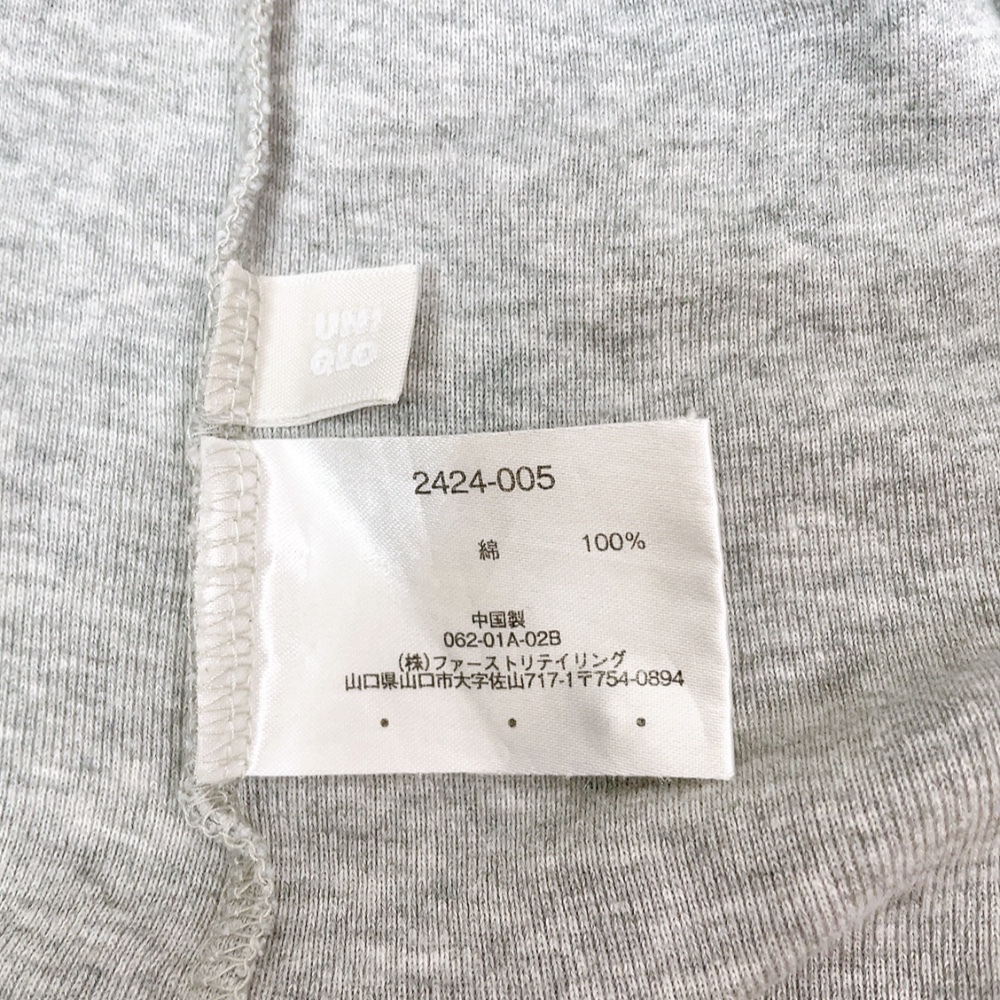 UNI
QLO
2424-005
綿 100%
中国製
062-01A-02B
(株)ファーストリテイリング
山口県山口市大字佐山717-1〒754-0894